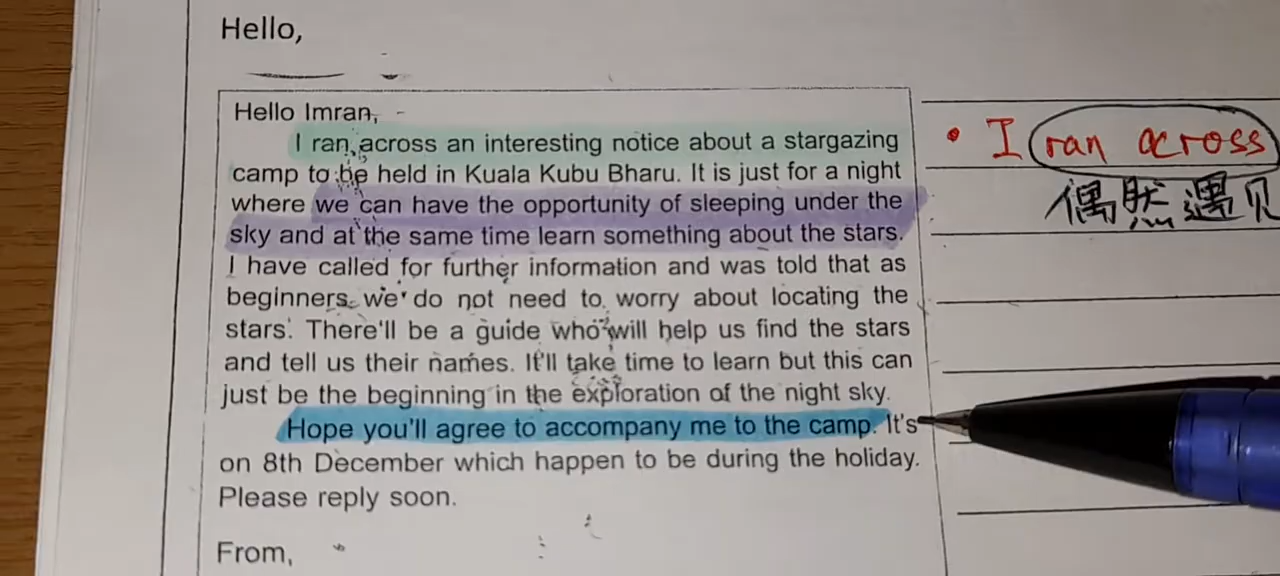 Hello,
Hello Imran,
I ran across an interesting notice about a stargazing
camp to be held in Kuala Kubu Bharu. It is just for a night
where we can have the opportunity of sleeping under the
sky and at the same time learn something about the stars.
I have called for further information and was told that as
beginners, we do not need to worry about locating the
stars. There'll be a guide who will help us find the stars
and tell us their names. It'll take time to learn but this can
just be the beginning in the exploration of the night sky.
Hope you'll agree to accompany me to the camp. It's
on 8th December which happen to be during the holiday.
Please reply soon.
From,
• I ran across
偶然遇见